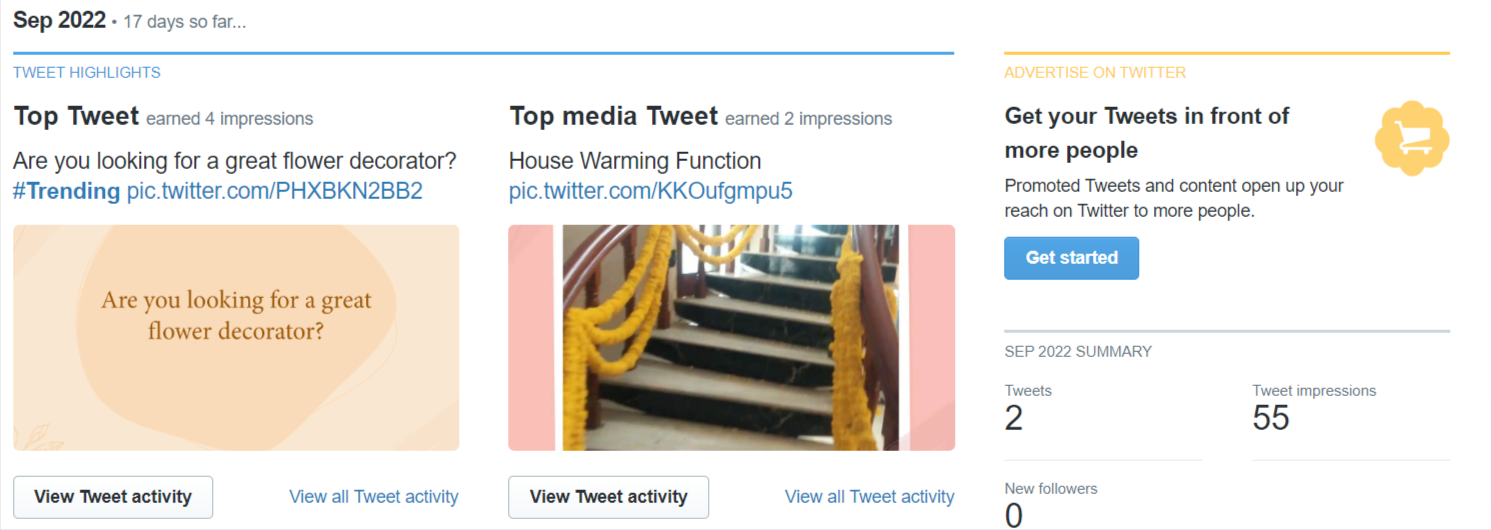 Sep 2022 • 17 days so far...
TWEET HIGHLIGHTS
Top Tweet earned 4 impressions
Are you looking for a great flower decorator?
#Trending pic.twitter.com/PHXBKN2BB2
Are you looking for a great
flower decorator?
View Tweet activity
View all Tweet activity
Top media Tweet earned 2 impressions
House Warming Function
pic.twitter.com/KKOufgmpu5
View Tweet activity
View all Tweet activity
ADVERTISE ON TWITTER
Get your Tweets in front of
more people
Promoted Tweets and content open up your
reach on Twitter to more people.
Get started
SEP 2022 SUMMARY
Tweets
2
Tweet impressions
55
New followers
0